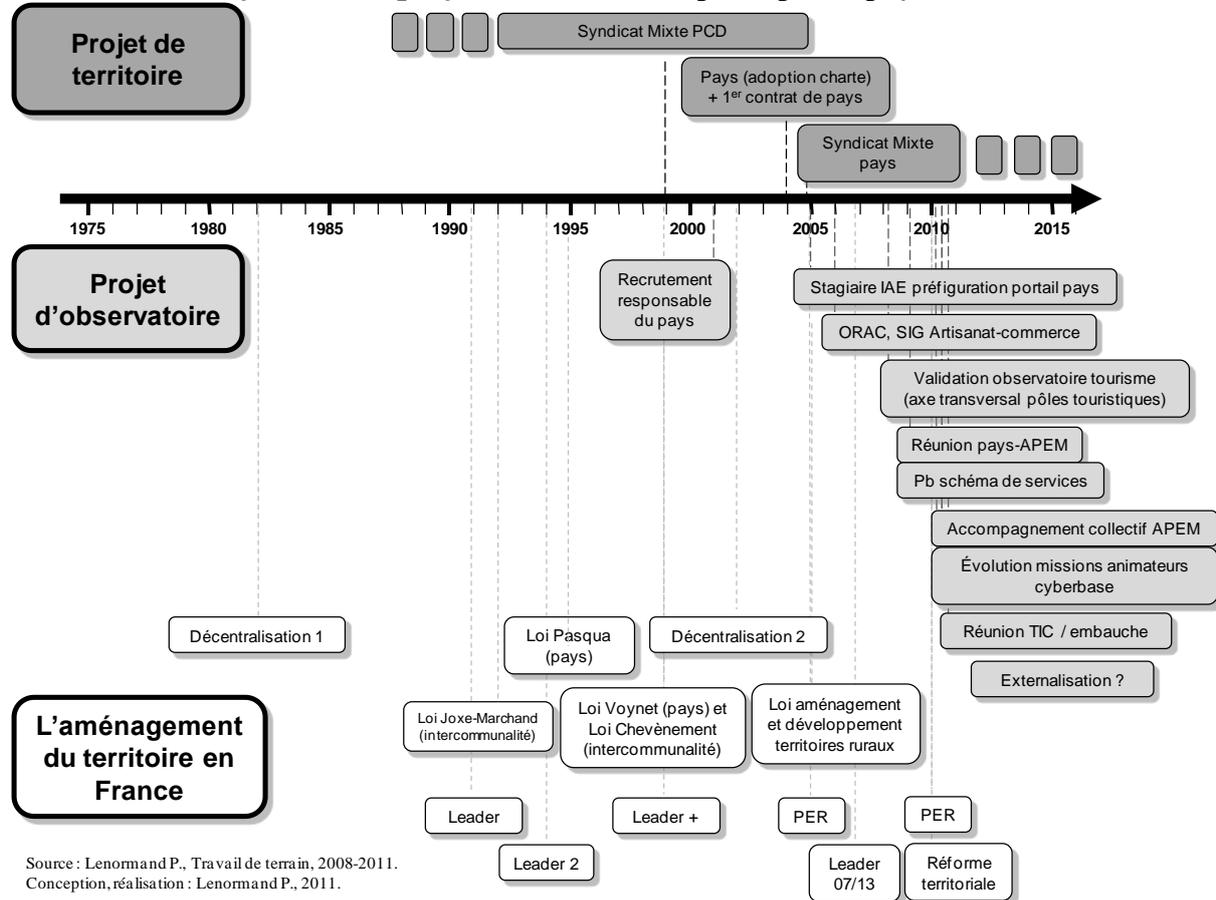 Projet de
territoire
Syndicat Mixte PCD
Pays (adoption charte)
+ 1er contrat de pays
Syndicat Mixte
pays
1975
1980
1985
1990
1995
2000
2005
2010
2015
Projet
d’observatoire
Recrutement
responsable
du pays
Stagiaire IAE préfiguration portail pays
ORAC, SIG Artisanat-commerce
Validation observatoire tourisme
(axe transversal pôles touristiques)
Réunion pays-APEM
Pb schéma de services
Accompagnement collectif APEM
Évolution missions animateurs
cyberbase
Réunion TIC / embauche
Externalisation ?
Décentralisation 1
Loi Pasqua
(pays)
Décentralisation 2
L’aménagement
du territoire en
France
Loi Joxe-Marchand
(intercommunalité)
Loi Voynet (pays) et
Loi Chevènement
(intercommunalité)
Loi aménagement
et développement
territoires ruraux
Leader
Leader +
PER
PER
Leader 2
Leader
07/13
Réforme
territoriale
Source : Lenormand P., Travail de terrain, 2008-2011.
Conception, réalisation : Lenormand P., 2011.